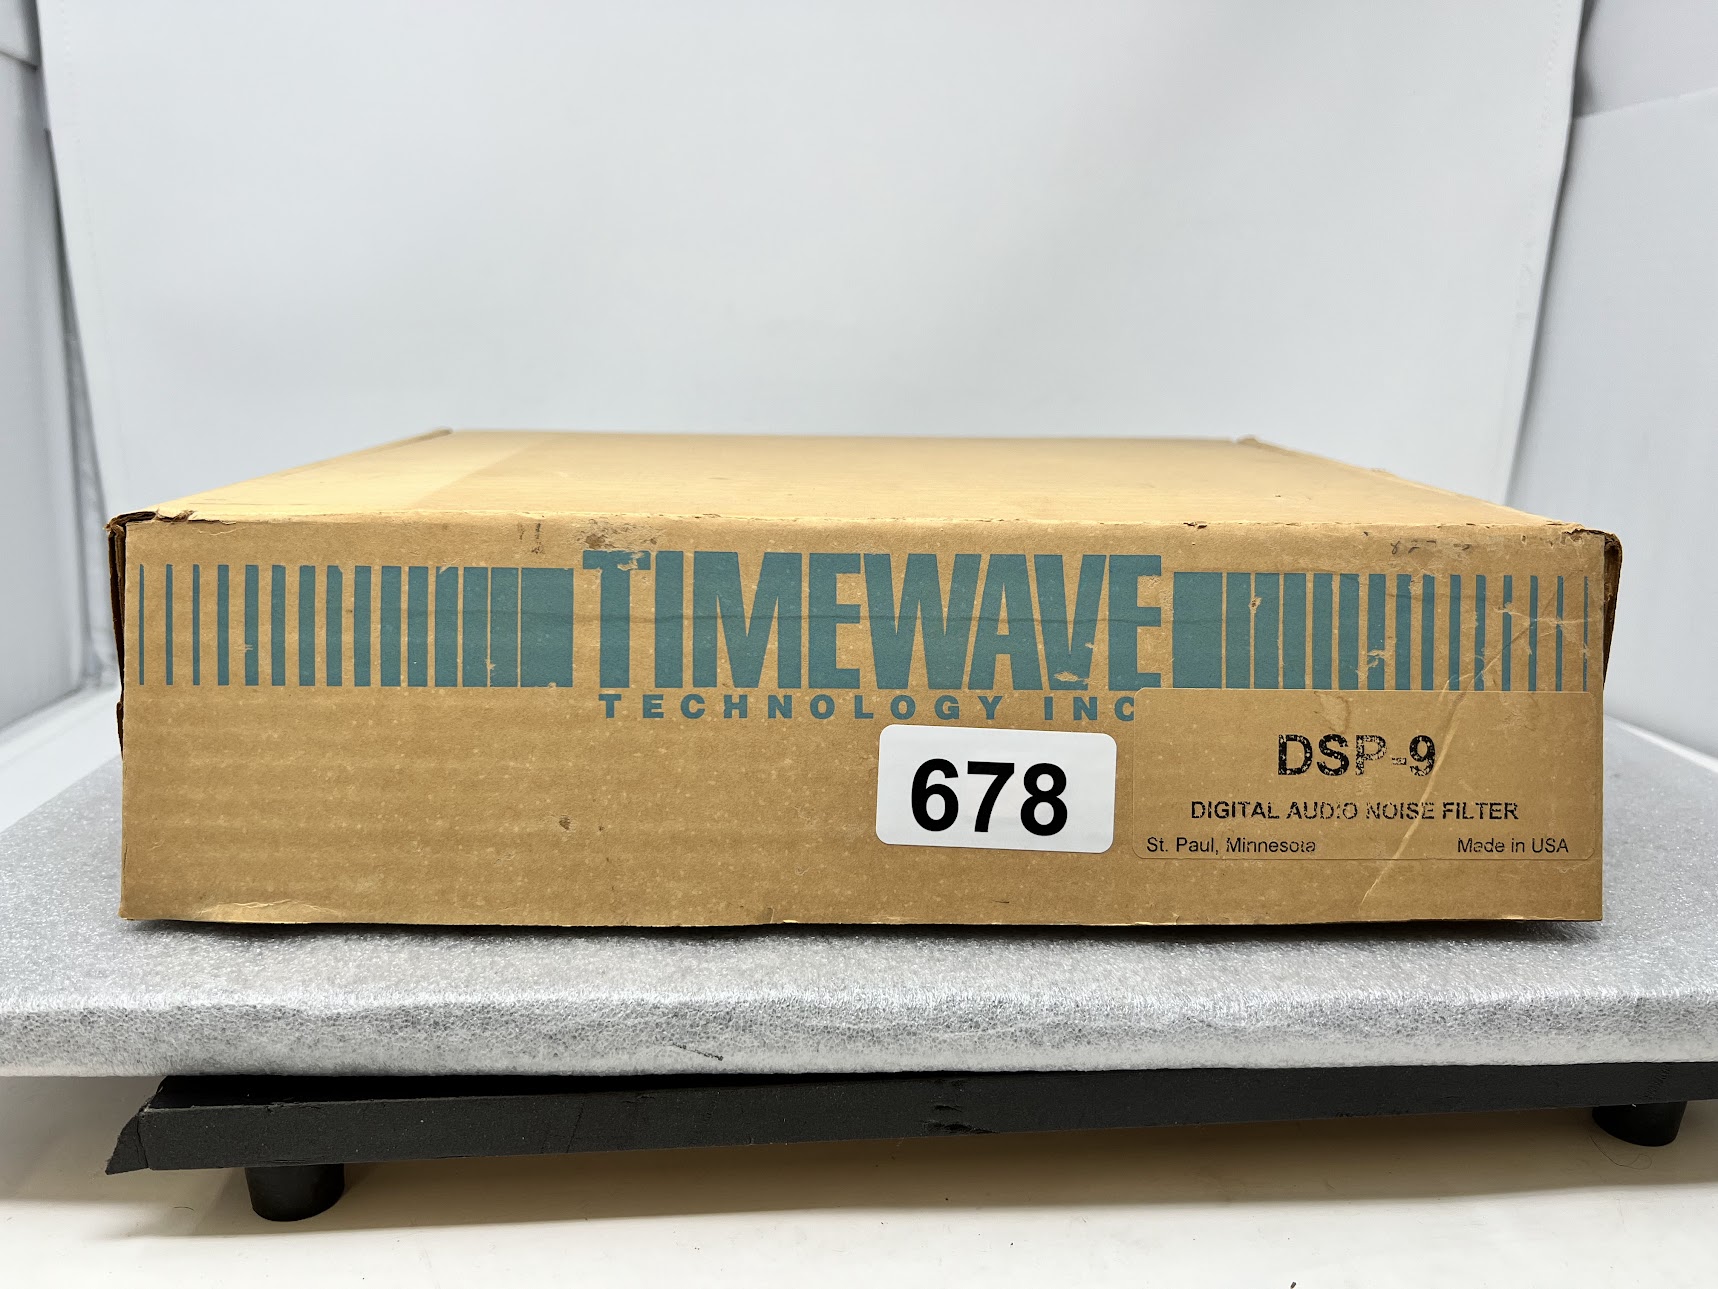 TIMEWAVE
TECHNOLOGY INC
678
DSP-9
DIGITAL AUDIO NOISE FILTER
St. Paul, Minnesota Made in USA